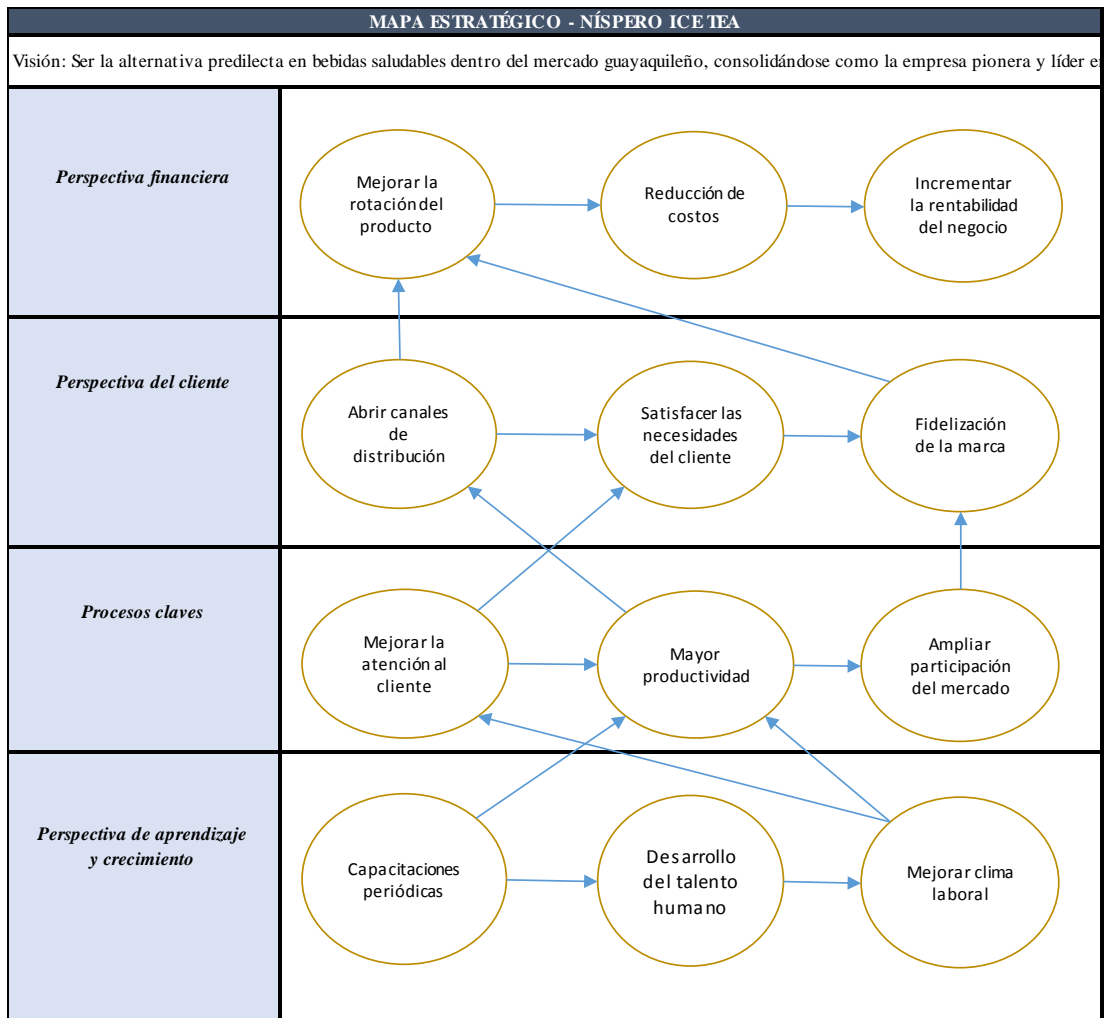 MAPA ESTRATÉGICO - NÍSPERO ICE TEA
Visión: Ser la alternativa predilecta en bebidas saludables dentro del mercado guayaquileño, consolidándose como la empresa pionera y líder
Perspectiva financiera
Mejorar la
rotación del
producto
Reducción de
costos
Incrementar
la rentabilidad
del negocio
Perspectiva del cliente
Abrir canales
de
distribución
Satisfacer las
necesidades
del cliente
Fidelización
de la marca
Procesos claves
Mejorar la
atención al
cliente
Mayor
productividad
Ampliar
participación
del mercado
Perspectiva de aprendizaje
y crecimiento
Capacitaciones
periódicas
Desarrollo
del talento
humano
Mejorar clima
laboral